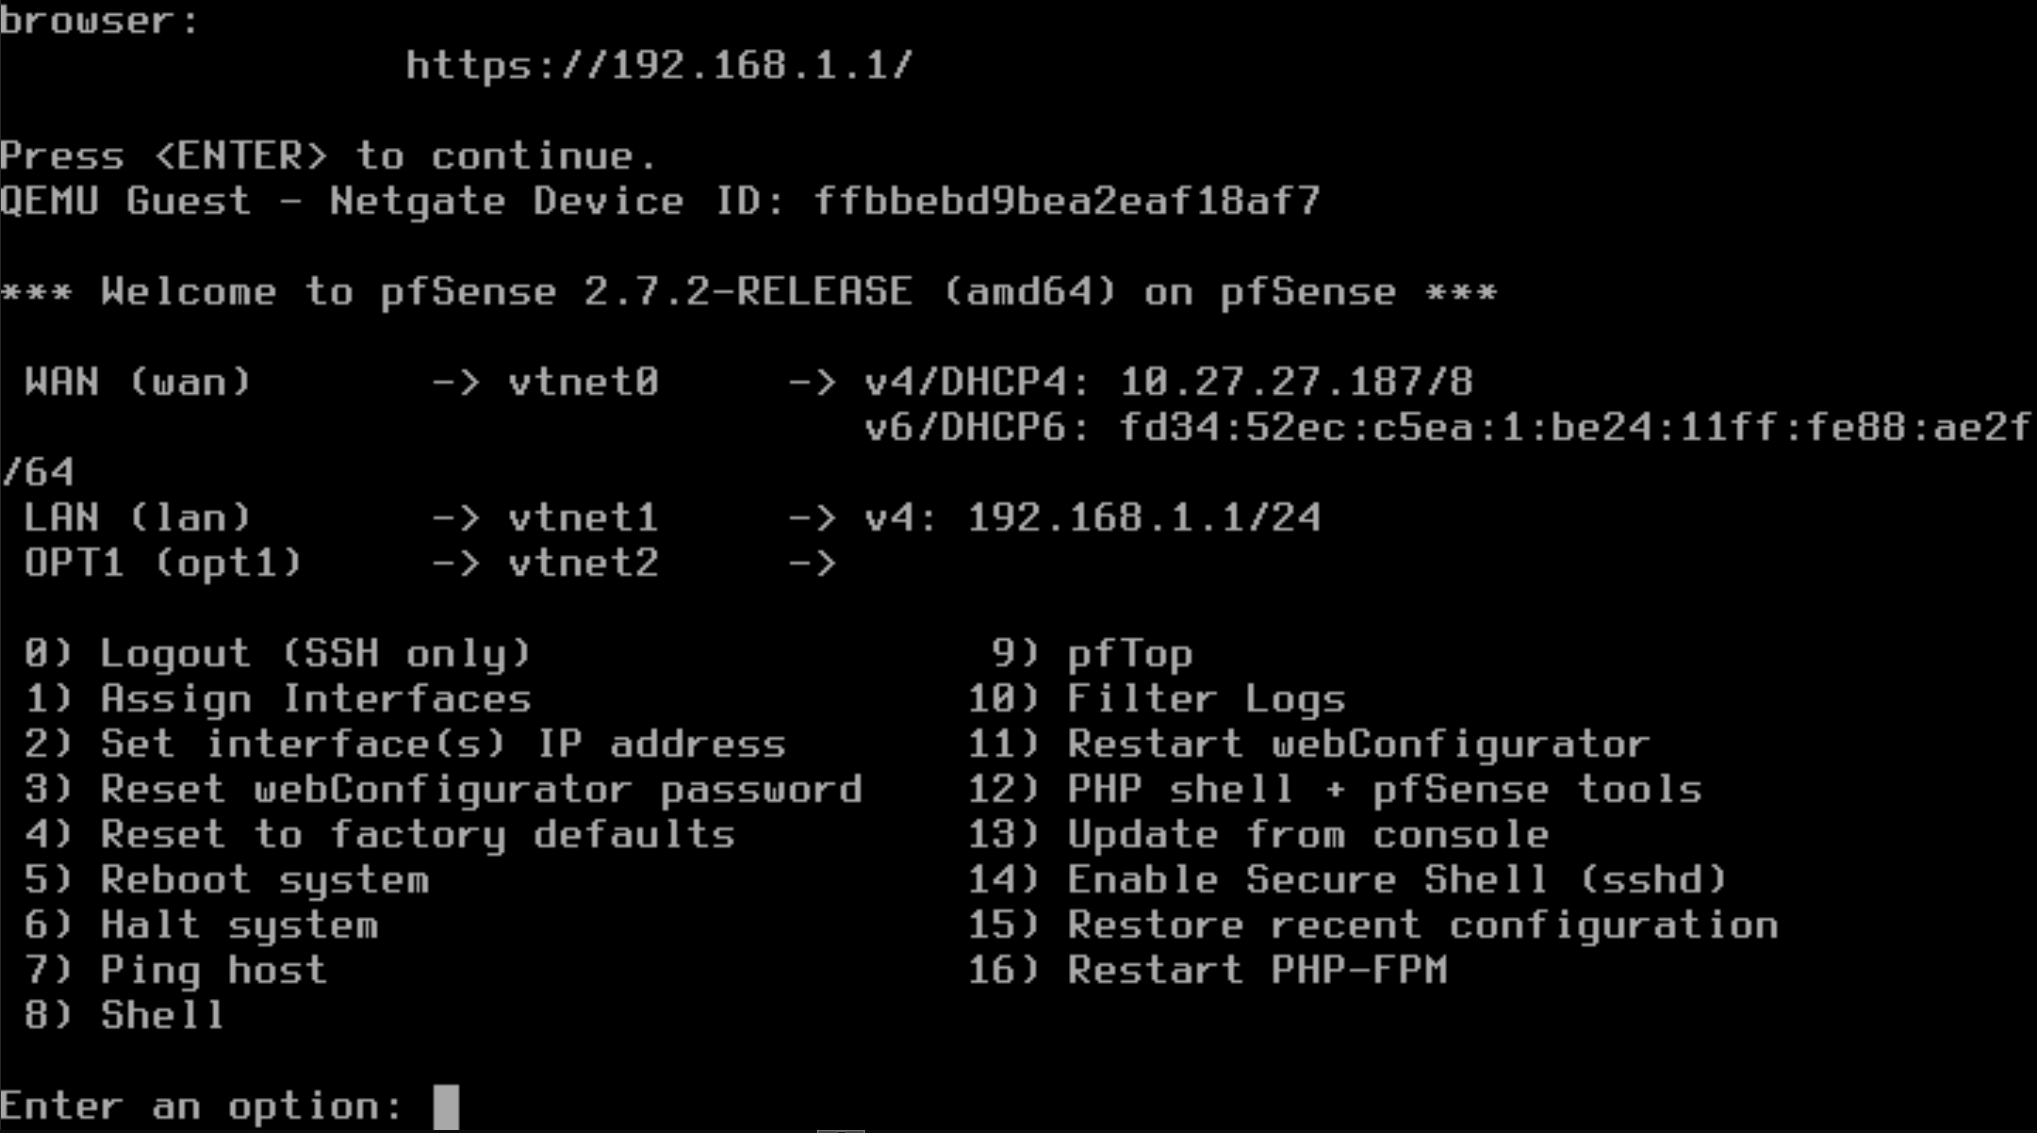 browser:
https://192.168.1.1/
Press <ENTER> to continue.
QEMU Guest - Netgate Device ID: ffbbebd9bea2eaf18af7
*** Welcome to pfSense 2.7.2-RELEASE (amd64) on pfSense ***
WAN (wan) -> vtnet0 -> v4/DHCP4: 10.27.27.187/8
v6/DHCP6: fd34:52ec:c5ea:1:be24:11ff:fe88:ae2f
/64
LAN (lan) -> vtnet1 -> v4: 192.168.1.1/24
OPT1 (opt1) -> vtnet2 ->
0) Logout (SSH only) 9) pfTop
1) Assign Interfaces 10) Filter Logs
2) Set interface(s) IP address 11) Restart webConfigurator
3) Reset webConfigurator password 12) PHP shell + pfSense tools
4) Reset to factory defaults 13) Update from console
5) Reboot system 14) Enable Secure Shell (sshd)
6) Halt system 15) Restore recent configuration
7) Ping host 16) Restart PHP-FPM
8) Shell
Enter an option: